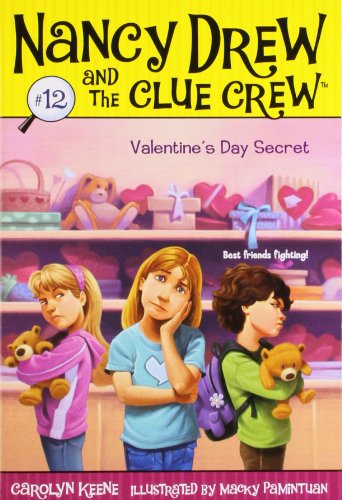 NANCY DREW
#12
AND THE CLUE CREW™
Valentine's Day Secret
Best friends fighting!
CAROLYN KEENE ILLUSTRATED BY MACKY PAMINTUAN